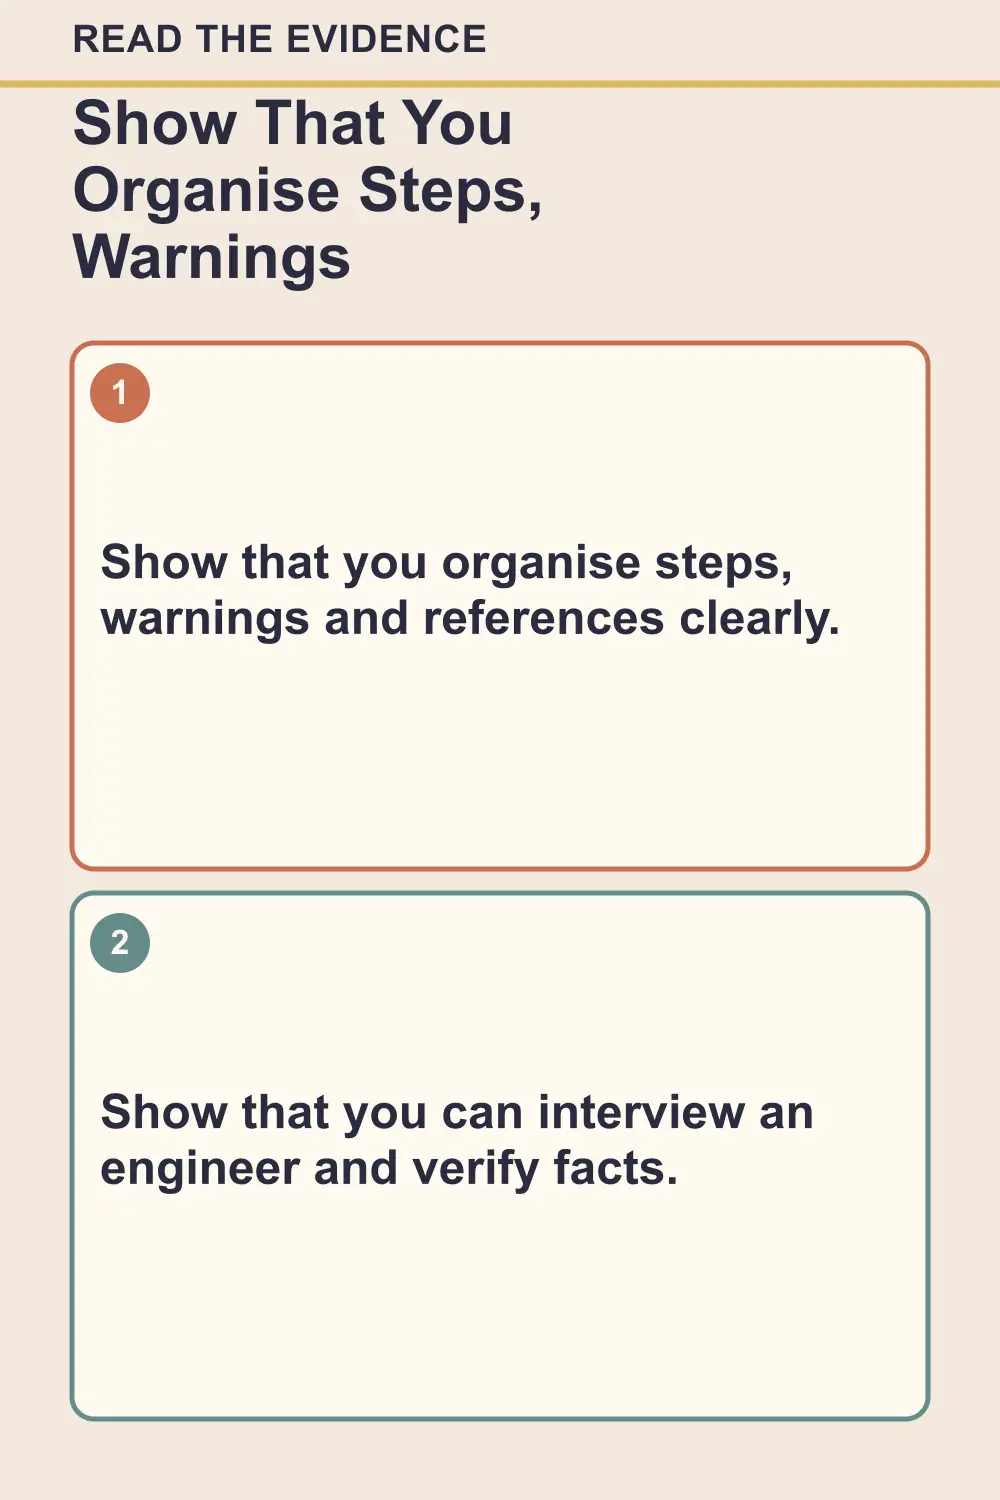 READ THE EVIDENCE
Show That You
Organise Steps,
Warnings
1
Show that you organise steps,
warnings and references clearly.
2
Show that you can interview an
engineer and verify facts.